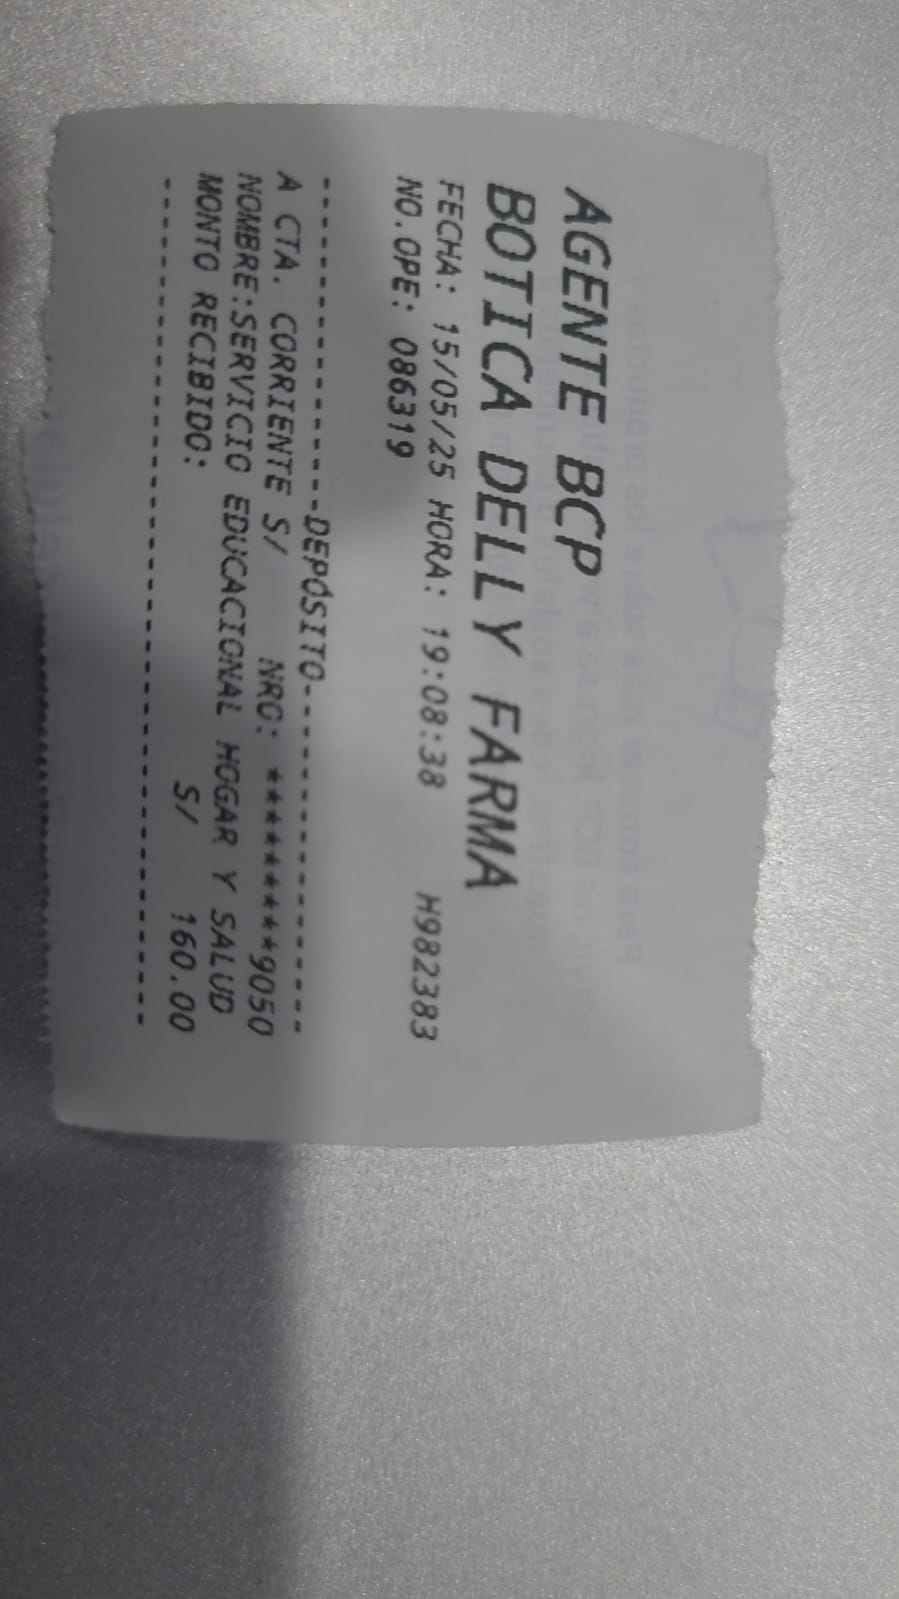 AGENTE BCP
BOTICA DELLY FARMA
FECHA: 15/05/25 HORA: 19:08:38 H982383
NO.OPE: 086319
----------------DEPÓSITO----------------
A CTA. CORRIENTE S/ NRO: *********9050
NOMBRE:SERVICIO EDUCACIONAL HOGAR Y SALUD
MONTO RECIBIDO: S/ 160.00
----------------------------------------